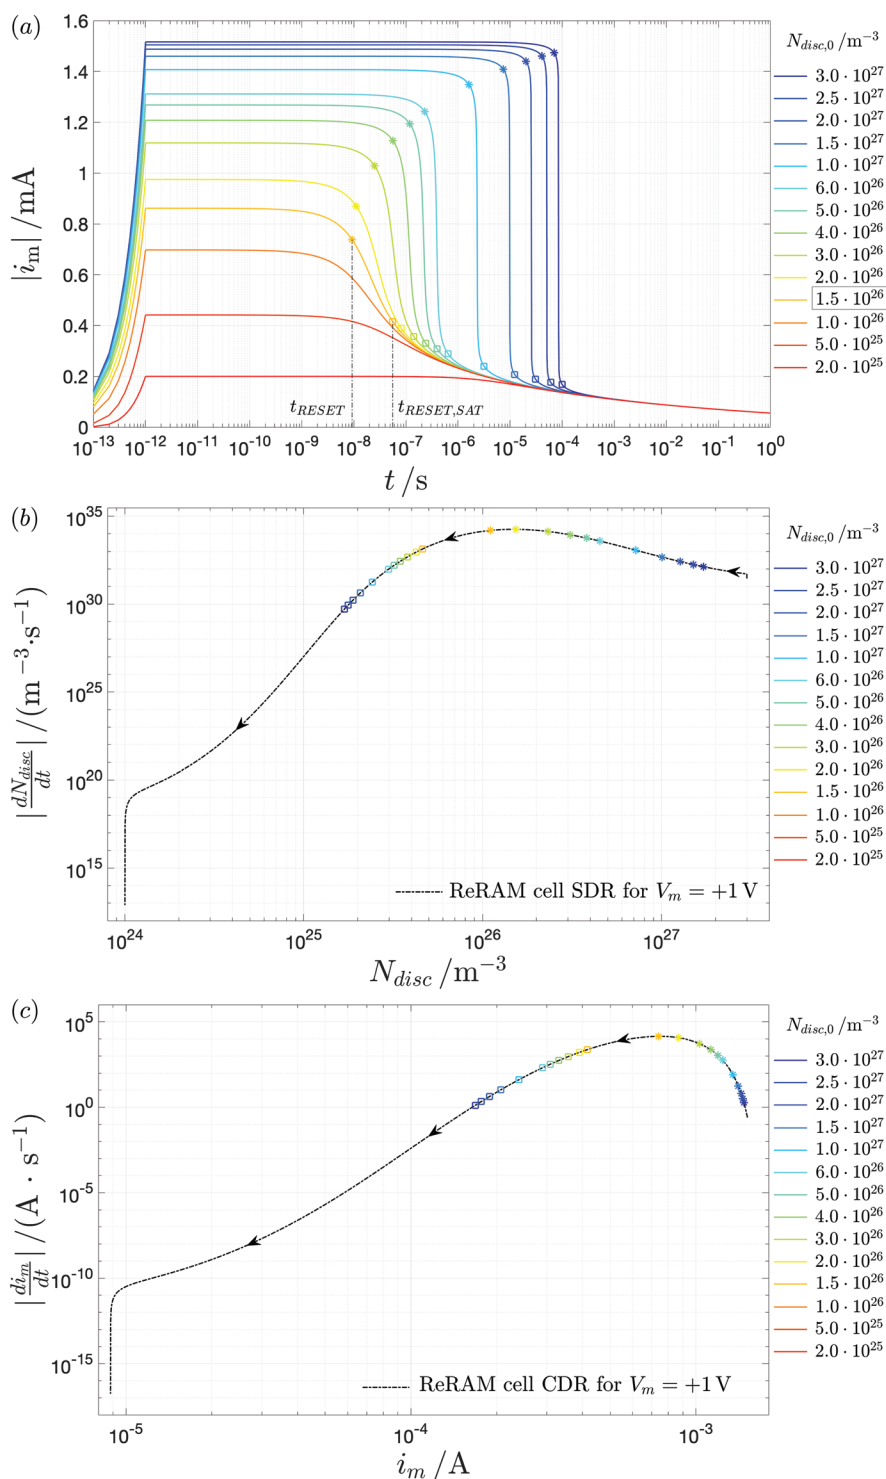 (a)
|i_m| /mA
1.6
1.4
1.2
1
0.8
0.6
0.4
0.2
0
t_RESET
t_RESET,SAT
10^-13 10^-12 10^-11 10^-10 10^-9 10^-8 10^-7 10^-6 10^-5 10^-4 10^-3 10^-2 10^-1 10^0
t /s
N_disc,0 /m^-3
3.0 · 10^27
2.5 · 10^27
2.0 · 10^27
1.5 · 10^27
1.0 · 10^27
6.0 · 10^26
5.0 · 10^26
4.0 · 10^26
3.0 · 10^26
2.0 · 10^26
1.5 · 10^26
1.0 · 10^26
5.0 · 10^25
2.0 · 10^25
(b)
|dN_disc/dt| /(m^-3·s^-1)
10^35
10^30
10^25
10^20
10^15
ReRAM cell SDR for V_m = +1 V
10^24 10^25 10^26 10^27
N_disc /m^-3
N_disc,0 /m^-3
3.0 · 10^27
2.5 · 10^27
2.0 · 10^27
1.5 · 10^27
1.0 · 10^27
6.0 · 10^26
5.0 · 10^26
4.0 · 10^26
3.0 · 10^26
2.0 · 10^26
1.5 · 10^26
1.0 · 10^26
5.0 · 10^25
2.0 · 10^25
(c)
|di_m/dt| /(A · s^-1)
10^5
10^0
10^-5
10^-10
10^-15
ReRAM cell CDR for V_m = +1 V
10^-5 10^-4 10^-3
i_m /A
N_disc,0 /m^-3
3.0 · 10^27
2.5 · 10^27
2.0 · 10^27
1.5 · 10^27
1.0 · 10^27
6.0 · 10^26
5.0 · 10^26
4.0 · 10^26
3.0 · 10^26
2.0 · 10^26
1.5 · 10^26
1.0 · 10^26
5.0 · 10^25
2.0 · 10^25